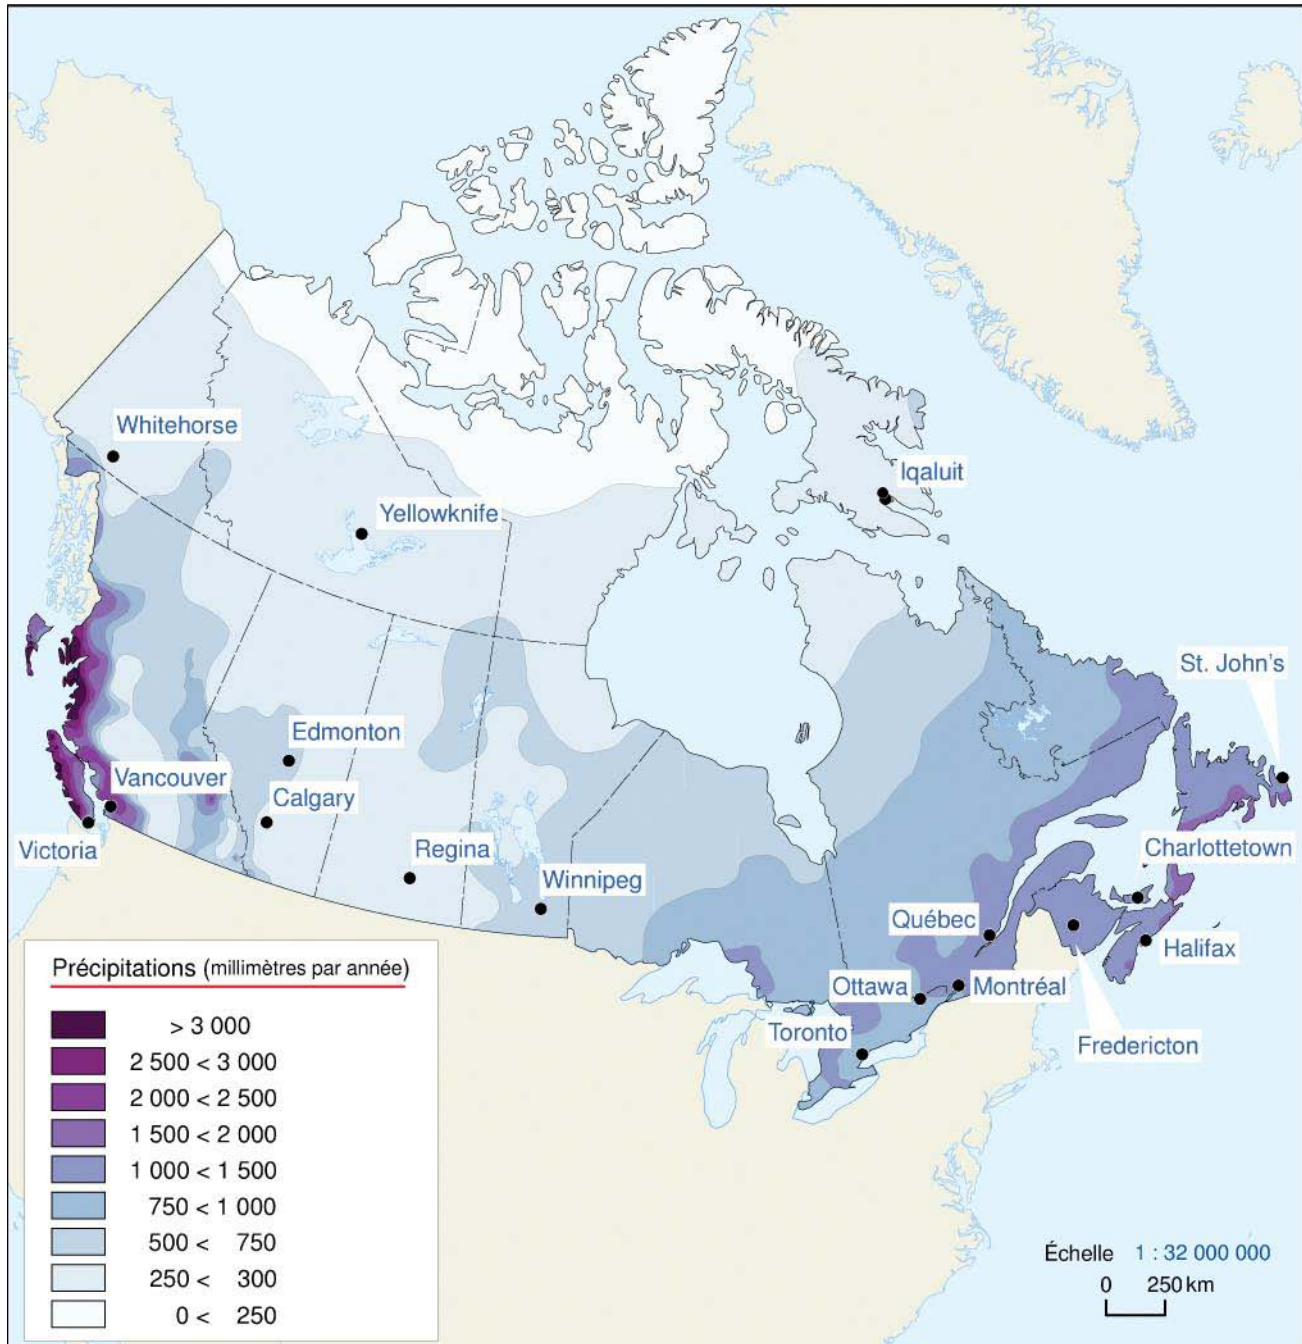 Whitehorse
Iqaluit
Yellowknife
St. John's
Edmonton
Vancouver
Calgary
Victoria
Regina
Charlottetown
Winnipeg
Québec
Halifax
Ottawa
Montréal
Toronto
Fredericton
Précipitations (millimètres par année)
> 3 000
2 500 < 3 000
2 000 < 2 500
1 500 < 2 000
1 000 < 1 500
750 < 1 000
500 < 750
250 < 300
0 < 250
Échelle 1 : 32 000 000
0 250 km